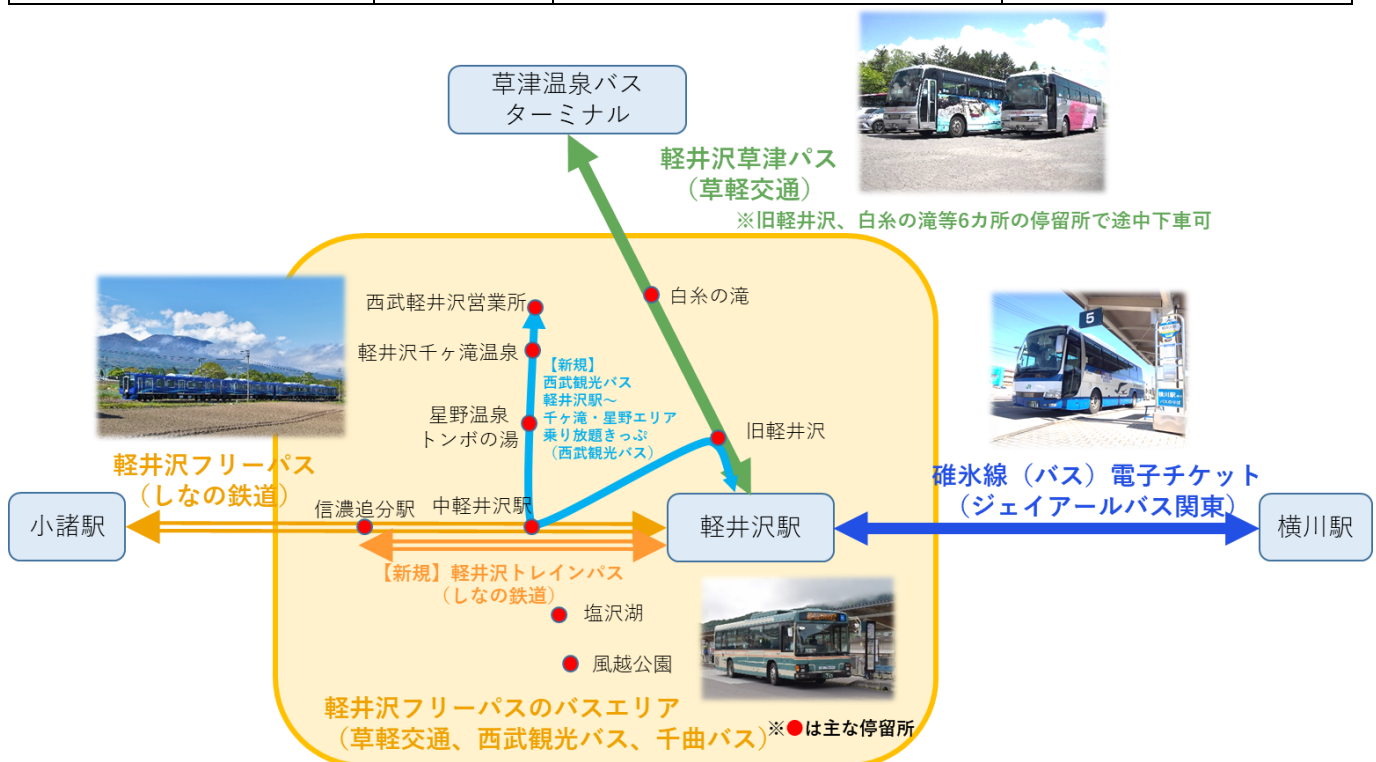 草津温泉バス
ターミナル
軽井沢草津パス
（草軽交通）
※旧軽井沢、白糸の滝等6カ所の停留所で途中下車可
西武軽井沢営業所
白糸の滝
軽井沢千ヶ滝温泉
【新規】
西武観光バス
軽井沢駅～
千ヶ滝・星野エリア
乗り放題きっぷ
（西武観光バス）
星野温泉
トンボの湯
旧軽井沢
5
軽井沢フリーパス
（しなの鉄道）
碓氷線（バス）電子チケット
（ジェイアールバス関東）
小諸駅
信濃追分駅
中軽井沢駅
軽井沢駅
横川駅
【新規】軽井沢トレインパス
（しなの鉄道）
塩沢湖
風越公園
軽井沢フリーパスのバスエリア
（草軽交通、西武観光バス、千曲バス）
※●は主な停留所